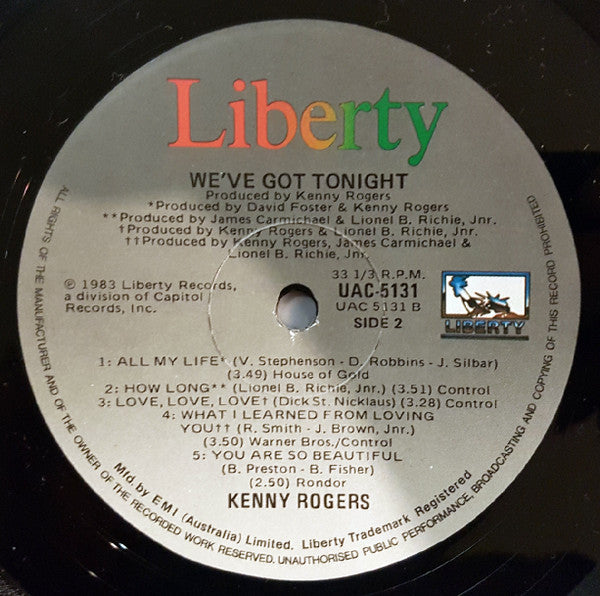 Liberty
WE'VE GOT TONIGHT
Produced by Kenny Rogers
*Produced by David Foster & Kenny Rogers
**Produced by James Carmichael & Lionel B. Richie, Jnr.
†Produced by Kenny Rogers & Lionel B. Richie, Jnr.
††Produced by Kenny Rogers, James Carmichael &
Lionel B. Richie, Jnr.
℗ 1983 Liberty Records,
a division of Capitol
Records, Inc.
33 1/3 R.P.M.
UAC-5131
UAC 5131 B
SIDE 2
LIBERTY
1: ALL MY LIFE* (V. Stephenson - D. Robbins - J. Silbar)
(3.49) House of Gold
2: HOW LONG** (Lionel B. Richie, Jnr.) (3.51) Control
3: LOVE, LOVE, LOVE† (Dick St. Nicklaus) (3.28) Control
4: WHAT I LEARNED FROM LOVING
YOU†† (R. Smith - J. Brown, Jnr.)
(3.50) Warner Bros./Control
5: YOU ARE SO BEAUTIFUL
(B. Preston - B. Fisher)
(2.50) Rondor
KENNY ROGERS
Mfd by EMI (Australia) Limited. Liberty Trademark Registered
ALL RIGHTS OF THE MANUFACTURER AND OF THE OWNER OF THE RECORDED WORK RESERVED. UNAUTHORISED PUBLIC PERFORMANCE, BROADCASTING AND COPYING OF THIS RECORD PROHIBITED